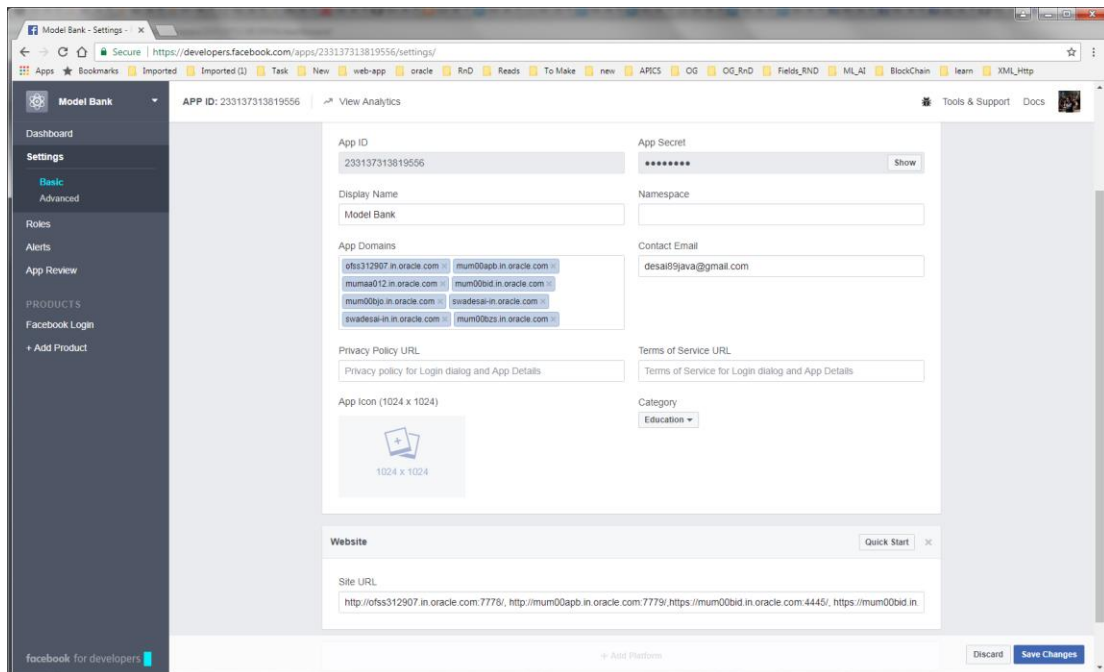 Model Bank - Settings -
Secure | https://developers.facebook.com/apps/233137313819556/settings/
Apps Bookmarks Imported Imported (1) Task New web-app oracle RnD Reads To Make new APICS OG OG_RnD Fields_RND ML_AI BlockChain learn XML_Http
Model Bank APP ID: 233137313819556 View Analytics Tools & Support Docs
Dashboard
Settings
Basic
Advanced
Roles
Alerts
App Review
PRODUCTS
Facebook Login
+ Add Product
facebook for developers
App ID App Secret
233137313819556 •••••••• Show
Display Name Namespace
Model Bank
App Domains Contact Email
ofss312907.in.oracle.com × mum00apb.in.oracle.com × desai89java@gmail.com
mumaa012.in.oracle.com × mum00bid.in.oracle.com ×
mum00bjo.in.oracle.com × swadesai-in.oracle.com ×
swadesai-in.in.oracle.com × mum00bzs.in.oracle.com ×
Privacy Policy URL Terms of Service URL
Privacy policy for Login dialog and App Details Terms of Service for Login dialog and App Details
App Icon (1024 x 1024) Category
Education
1024 x 1024
Website Quick Start ×
Site URL
http://ofss312907.in.oracle.com:7778/, http://mum00apb.in.oracle.com:7779/,https://mum00bid.in.oracle.com:4445/, https://mum00bid.in.
+ Add Platform Discard Save Changes